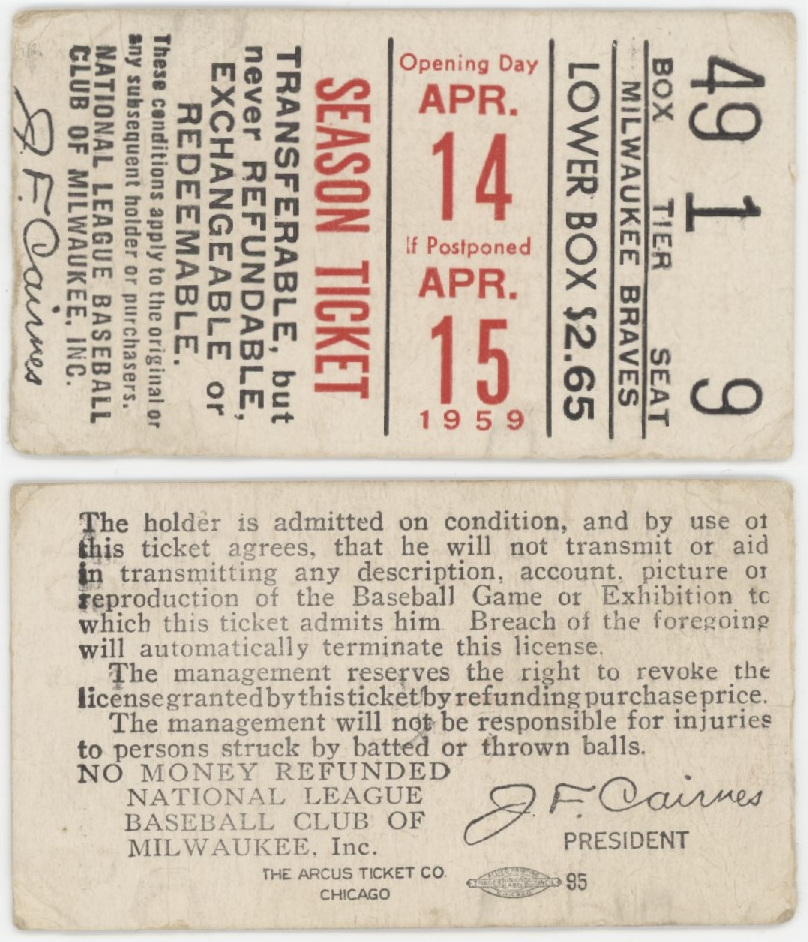 49 1 9
BOX TIER SEAT
MILWAUKEE BRAVES
LOWER BOX $2.65
Opening Day
APR.
14
If Postponed
APR.
15
1959
SEASON TICKET
TRANSFERABLE, but
never REFUNDABLE,
EXCHANGEABLE or
REDEEMABLE.
These conditions apply to the original or
any subsequent holder or purchasers.
NATIONAL LEAGUE BASEBALL
CLUB OF MILWAUKEE, INC.
J. F. Cairnes
The holder is admitted on condition, and by use of
this ticket agrees, that he will not transmit or aid
in transmitting any description, account, picture or
reproduction of the Baseball Game or Exhibition to
which this ticket admits him Breach of the foregoing
will automatically terminate this license.
The management reserves the right to revoke the
license granted by this ticket by refunding purchase price.
The management will not be responsible for injuries
to persons struck by batted or thrown balls.
NO MONEY REFUNDED
NATIONAL LEAGUE
BASEBALL CLUB OF
MILWAUKEE, Inc.
J. F. Cairnes
PRESIDENT
THE ARCUS TICKET CO.
CHICAGO
95